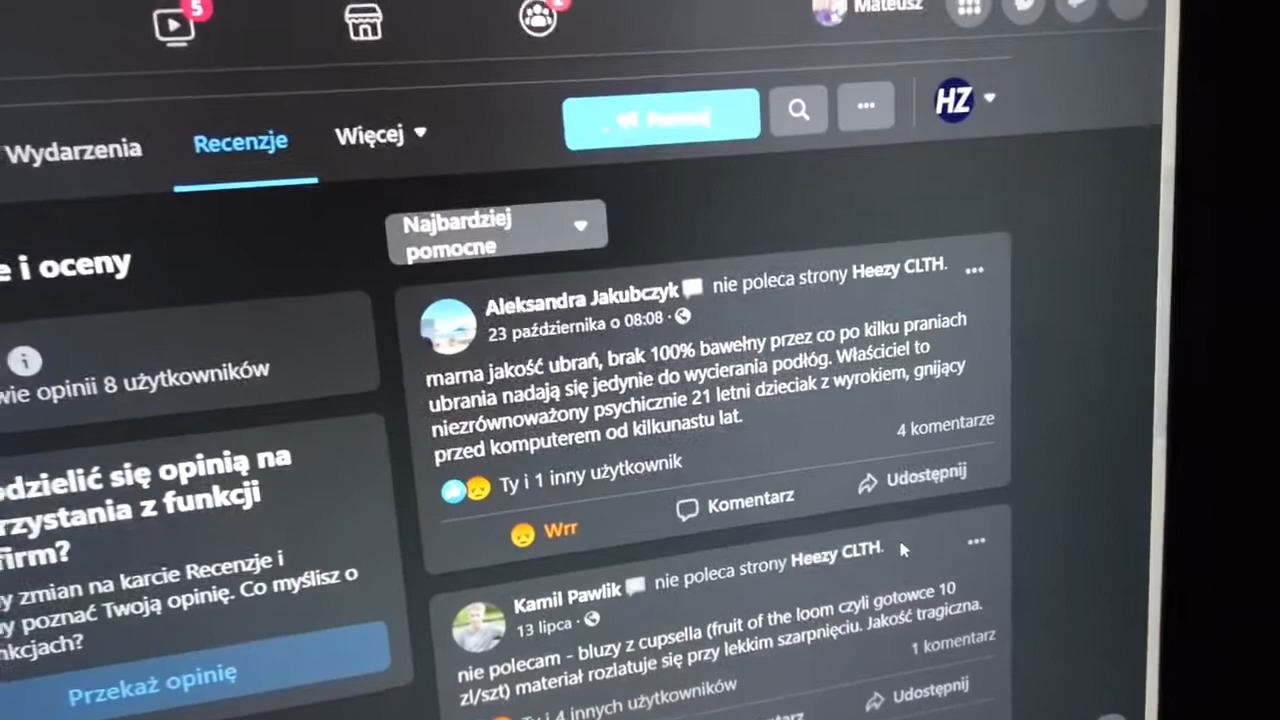 5
Mateusz
Wydarzenia
Recenzje
Więcej
HZ
Najbardziej
pomocne
e i oceny
wie opinii 8 użytkowników
odzielić się opinią na
rzystania z funkcji
firm?
y zmian na karcie Recenzje i
y poznać Twoją opinię. Co myślisz o
nkcjach?
Przekaż opinię
Aleksandra Jakubczyk nie poleca strony Heezy CLTH.
23 października o 08:08 ·
marna jakość ubrań, brak 100% bawełny przez co po kilku praniach
ubrania nadają się jedynie do wycierania podłóg. Właściciel to
niezrównoważony psychicznie 21 letni dzieciak z wyrokiem, gnijący
przed komputerem od kilkunastu lat.
4 komentarze
Ty i 1 inny użytkownik
Wrr
Komentarz
Udostępnij
Kamil Pawlik nie poleca strony Heezy CLTH.
13 lipca ·
nie polecam - bluzy z cupsella (fruit of the loom czyli gotowce 10
zl/szt) materiał rozlatuje się przy lekkim szarpnięciu. Jakość tragiczna.
1 komentarz
Ty i 4 innych użytkowników
Udostępnij